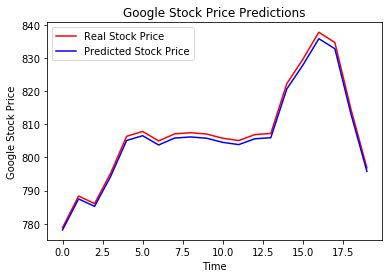 Google Stock Price Predictions
Real Stock Price
Predicted Stock Price
Google Stock Price
840
830
820
810
800
790
780
0.0 2.5 5.0 7.5 10.0 12.5 15.0 17.5
Time